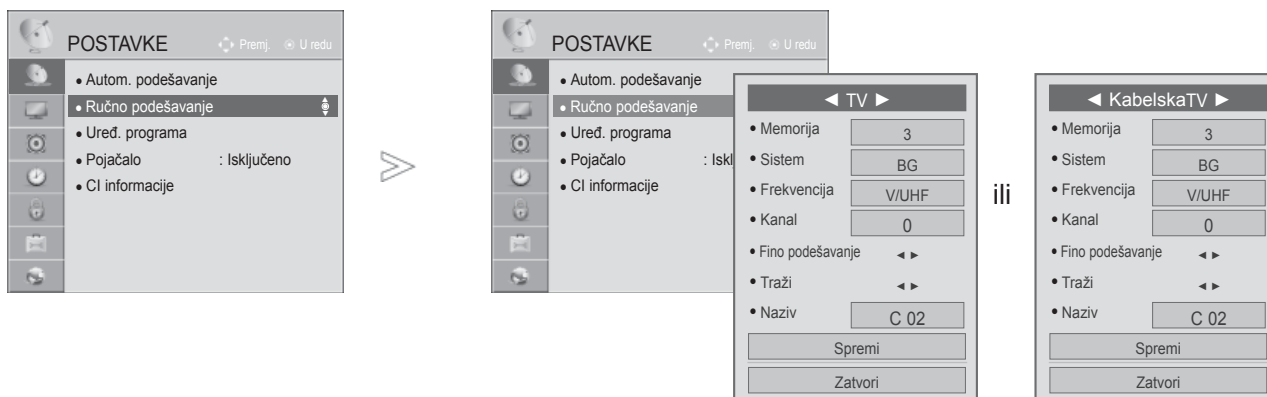 POSTAVKE Premj. U redu
• Autom. podešavanje
• Ručno podešavanje
• Uređ. programa
• Pojačalo : Isključeno
• CI informacije
POSTAVKE Premj. U redu
• Autom. podešavanje
• Ručno podešavanje
• Uređ. programa
• Pojačalo : Iskl
• CI informacije
◄ TV ►
• Memorija 3
• Sistem BG
• Frekvencija V/UHF
• Kanal 0
• Fino podešavanje ◄ ►
• Traži ◄ ►
• Naziv C 02
Spremi
Zatvori
ili
◄ KabelskaTV ►
• Memorija 3
• Sistem BG
• Frekvencija V/UHF
• Kanal 0
• Fino podešavanje ◄ ►
• Traži ◄ ►
• Naziv C 02
Spremi
Zatvori